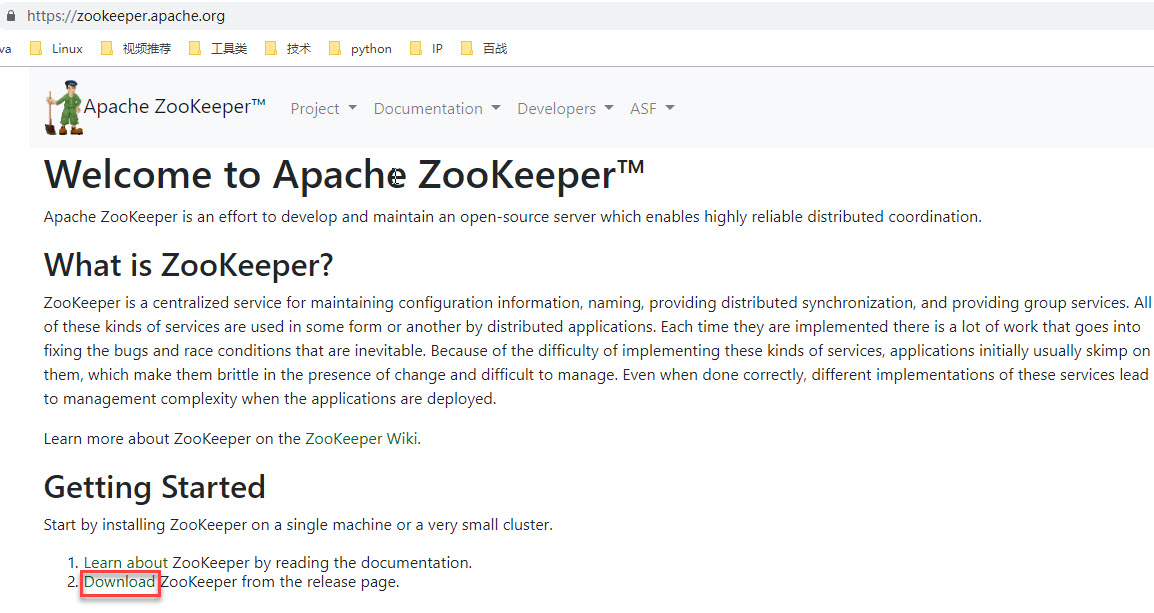 https://zookeeper.apache.org
va Linux 视频推荐 工具类 技术 python IP 百战
Apache ZooKeeper™ Project Documentation Developers ASF
Welcome to Apache ZooKeeper™
Apache ZooKeeper is an effort to develop and maintain an open-source server which enables highly reliable distributed coordination.
What is ZooKeeper?
ZooKeeper is a centralized service for maintaining configuration information, naming, providing distributed synchronization, and providing group services. All
of these kinds of services are used in some form or another by distributed applications. Each time they are implemented there is a lot of work that goes into
fixing the bugs and race conditions that are inevitable. Because of the difficulty of implementing these kinds of services, applications initially usually skimp on
them, which make them brittle in the presence of change and difficult to manage. Even when done correctly, different implementations of these services lead
to management complexity when the applications are deployed.
Learn more about ZooKeeper on the ZooKeeper Wiki.
Getting Started
Start by installing ZooKeeper on a single machine or a very small cluster.
1. Learn about ZooKeeper by reading the documentation.
2. Download ZooKeeper from the release page.